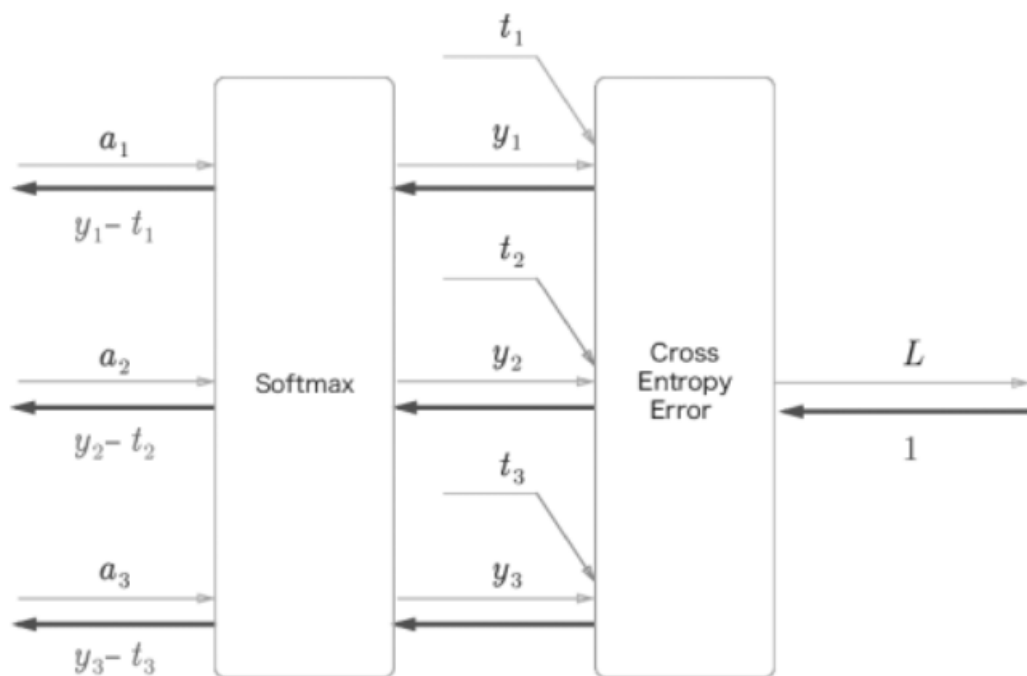 t₁
a₁
y₁
y₁− t₁
t₂
a₂
y₂
Softmax
Cross
Entropy
Error
L
y₂− t₂
1
t₃
a₃
y₃
y₃− t₃